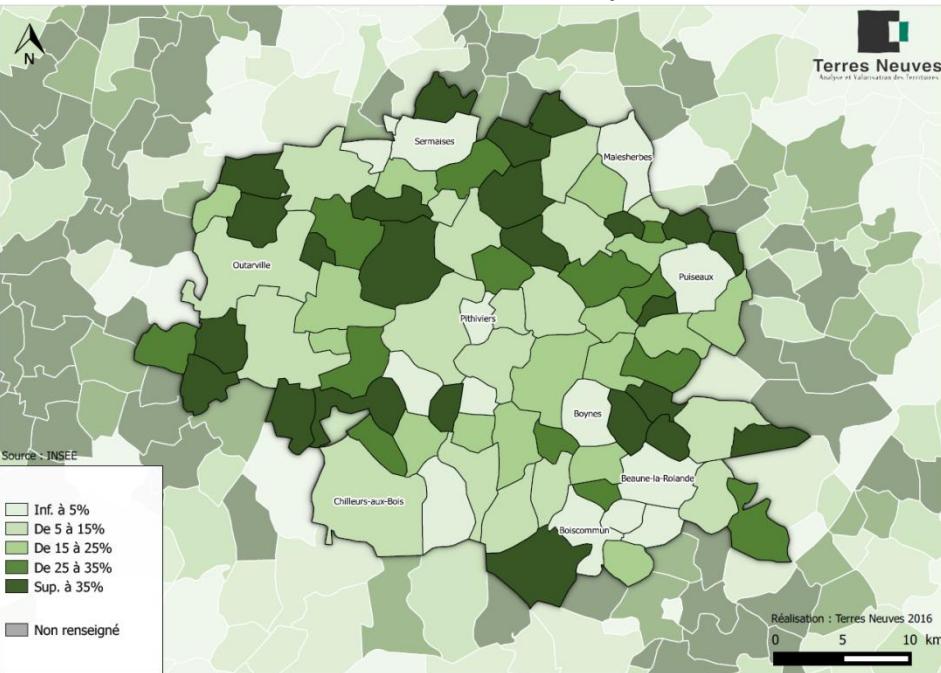 N
Terres Neuves
Analyse et Valorisation des Territoires
Sermaises
Malesherbes
Outarville
Puiseaux
Pithiviers
Boynes
Source : INSEE
Beaune-la-Rolande
Chilleurs-aux-Bois
Boiscommun
Inf. à 5%
De 5 à 15%
De 15 à 25%
De 25 à 35%
Sup. à 35%
Non renseigné
Réalisation : Terres Neuves 2016
0 5 10 km